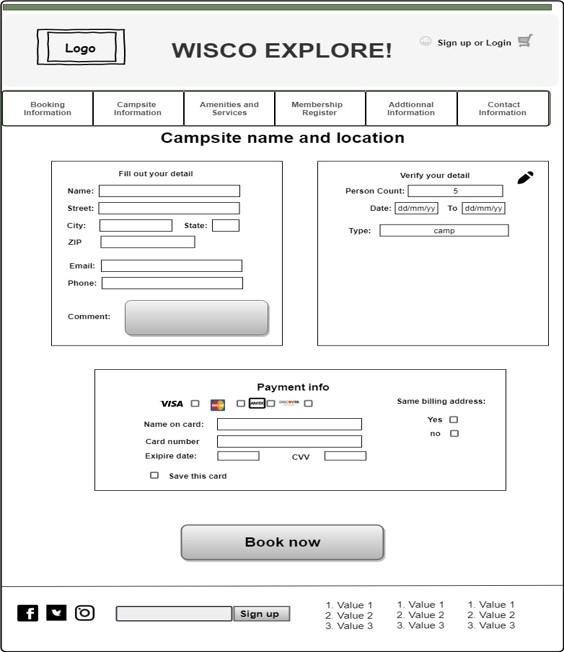 Logo
WISCO EXPLORE!
Sign up or Login
Booking Information
Campsite Information
Amenities and Services
Membership Register
Addtionnal Information
Contact Information
Campsite name and location
Fill out your detail
Name:
Street:
City: State:
ZIP
Email:
Phone:
Comment:
Verify your detail
Person Count: 5
Date: dd/mm/yy To dd/mm/yy
Type: camp
Payment info
VISA AMEX DISCOVER
Same billing address:
Yes
no
Name on card:
Card number
Exipire date: CVV
Save this card
Book now
Sign up
1. Value 1
2. Value 2
3. Value 3
1. Value 1
2. Value 2
3. Value 3
1. Value 1
2. Value 2
3. Value 3